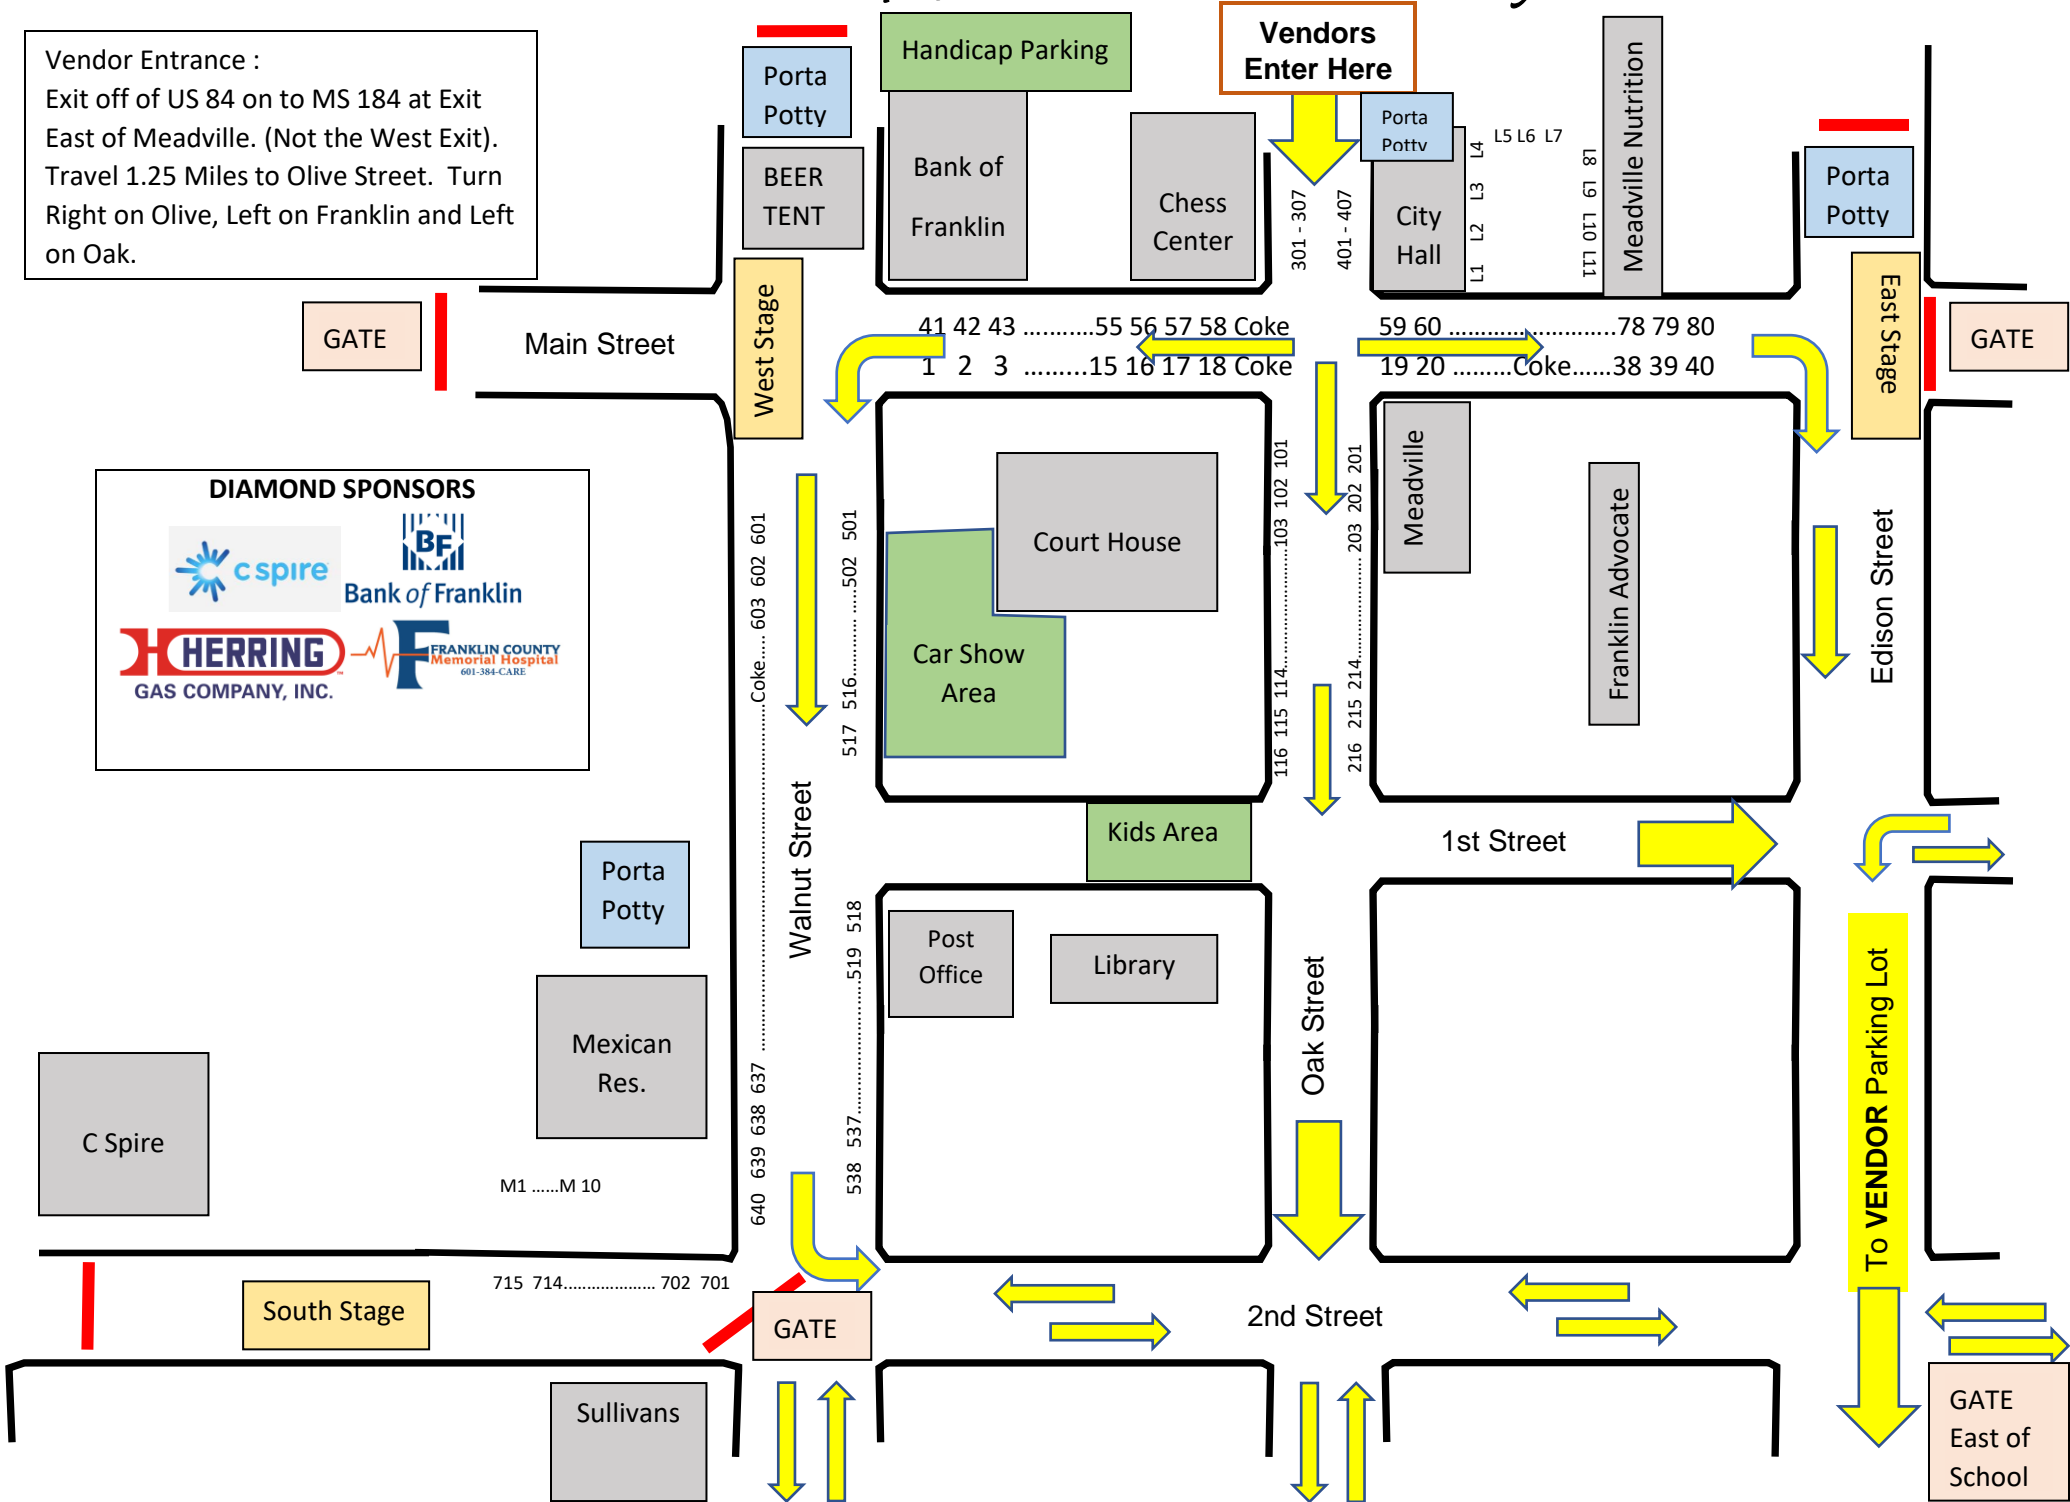 Vendor Entrance :
Exit off of US 84 on to MS 184 at Exit
East of Meadville. (Not the West Exit).
Travel 1.25 Miles to Olive Street. Turn
Right on Olive, Left on Franklin and Left
on Oak.
Porta
Potty
Handicap Parking
Vendors
Enter Here
Porta
Potty
Meadville Nutrition
BEER
TENT
Bank of
Franklin
Chess
Center
301 - 307
401 - 407
City
Hall
L1 L2 L3 L4
L5 L6 L7
L8 L9 L10 L11
Porta
Potty
GATE
Main Street
West Stage
41 42 43 ..........55 56 57 58 Coke
59 60 .........................78 79 80
1 2 3 .........15 16 17 18 Coke
19 20 .........Coke......38 39 40
East Stage
GATE
DIAMOND SPONSORS
c spire
BF
Bank of Franklin
H HERRING
GAS COMPANY, INC.
F FRANKLIN COUNTY
Memorial Hospital
601-384-CARE
640 639 638 637 ..............................Coke.... 603 602 601
517 516.................502 501
Court House
Car Show
Area
116 115 114.....................103 102 101
216 215 214.................. 203 202 201
Meadville
Franklin Advocate
Edison Street
Walnut Street
Kids Area
1st Street
Porta
Potty
538 537.....................519 518
Post
Office
Library
Oak Street
Mexican
Res.
C Spire
M1 ......M 10
To VENDOR Parking Lot
715 714.................... 702 701
South Stage
GATE
2nd Street
Sullivans
GATE
East of
School